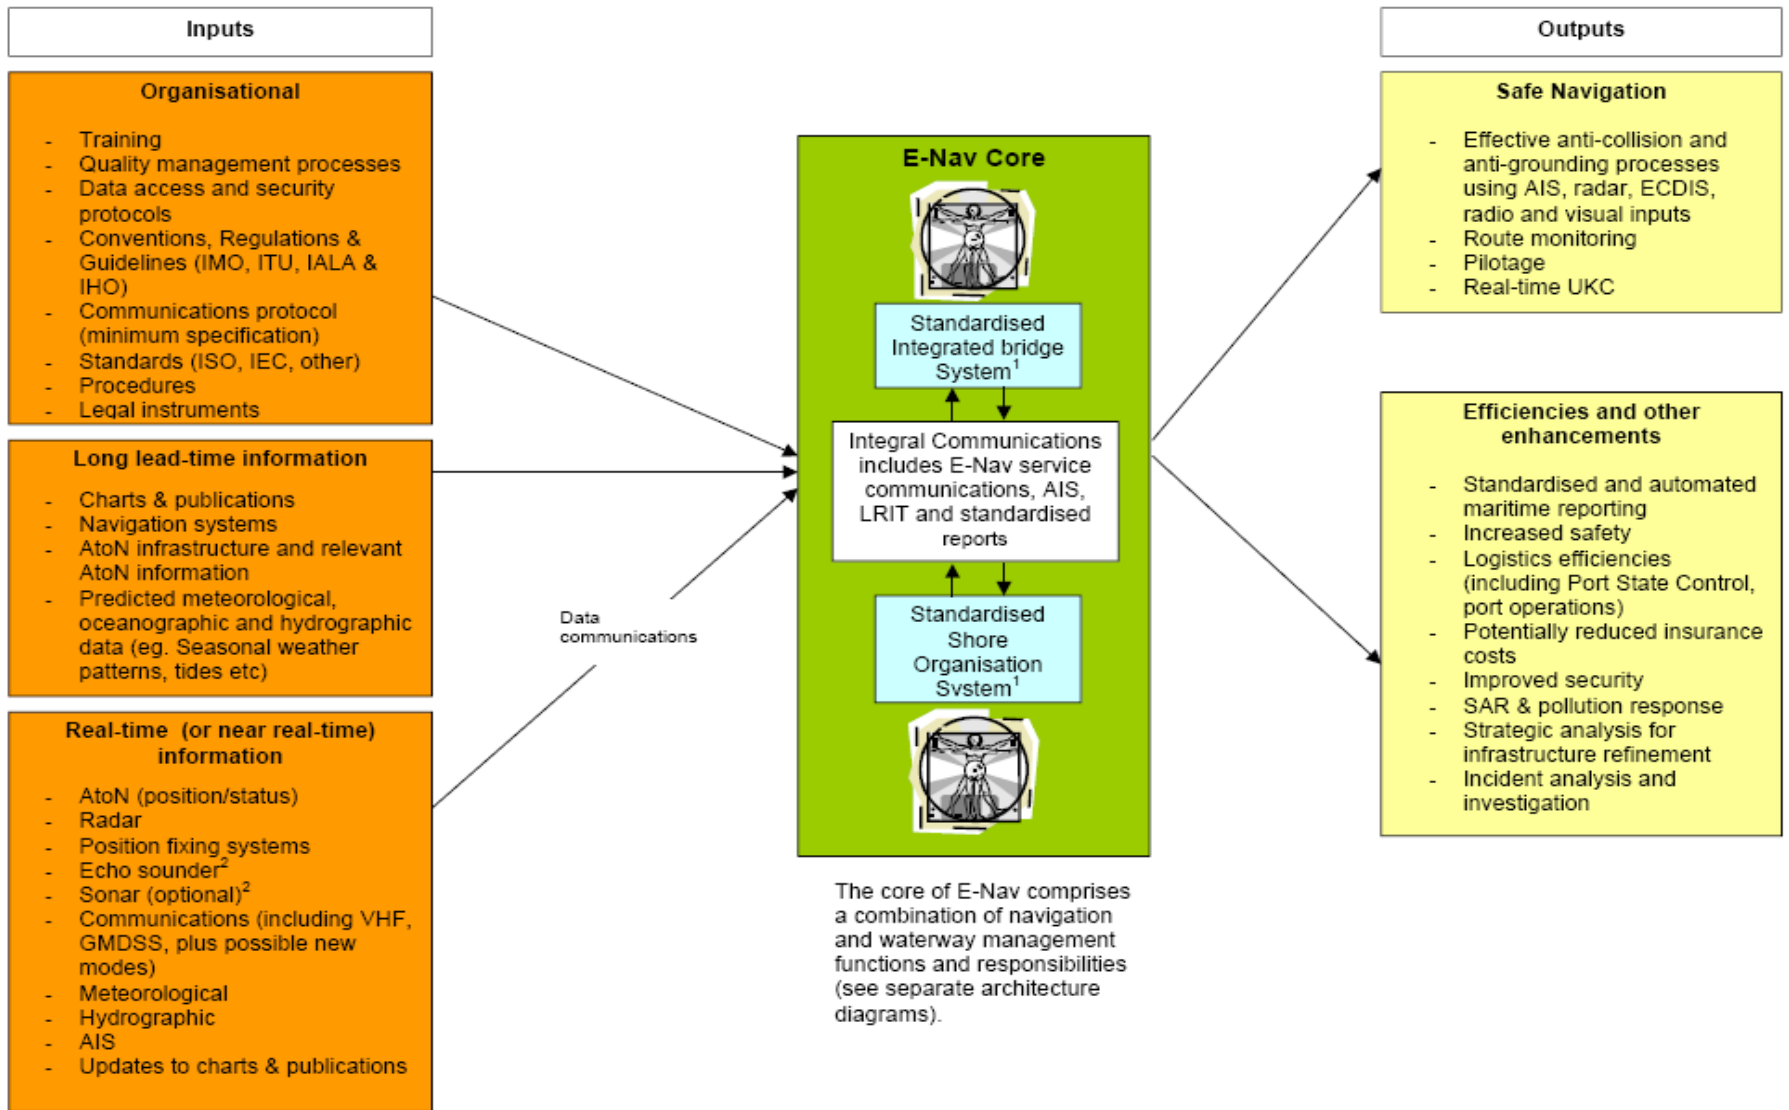 Inputs
Organisational
- Training
- Quality management processes
- Data access and security
protocols
- Conventions, Regulations &
Guidelines (IMO, ITU, IALA &
IHO)
- Communications protocol
(minimum specification)
- Standards (ISO, IEC, other)
- Procedures
- Legal instruments
Long lead-time information
- Charts & publications
- Navigation systems
- AtoN infrastructure and relevant
AtoN information
- Predicted meteorological,
oceanographic and hydrographic
data (eg. Seasonal weather
patterns, tides etc)
Real-time (or near real-time)
information
- AtoN (position/status)
- Radar
- Position fixing systems
- Echo sounder²
- Sonar (optional)²
- Communications (including VHF,
GMDSS, plus possible new
modes)
- Meteorological
- Hydrographic
- AIS
- Updates to charts & publications
Data
communications
E-Nav Core
Standardised
Integrated bridge
System¹
Integral Communications
includes E-Nav service
communications, AIS,
LRIT and standardised
reports
Standardised
Shore
Organisation
System¹
The core of E-Nav comprises
a combination of navigation
and waterway management
functions and responsibilities
(see separate architecture
diagrams).
Outputs
Safe Navigation
- Effective anti-collision and
anti-grounding processes
using AIS, radar, ECDIS,
radio and visual inputs
- Route monitoring
- Pilotage
- Real-time UKC
Efficiencies and other
enhancements
- Standardised and automated
maritime reporting
- Increased safety
- Logistics efficiencies
(including Port State Control,
port operations)
- Potentially reduced insurance
costs
- Improved security
- SAR & pollution response
- Strategic analysis for
infrastructure refinement
- Incident analysis and
investigation